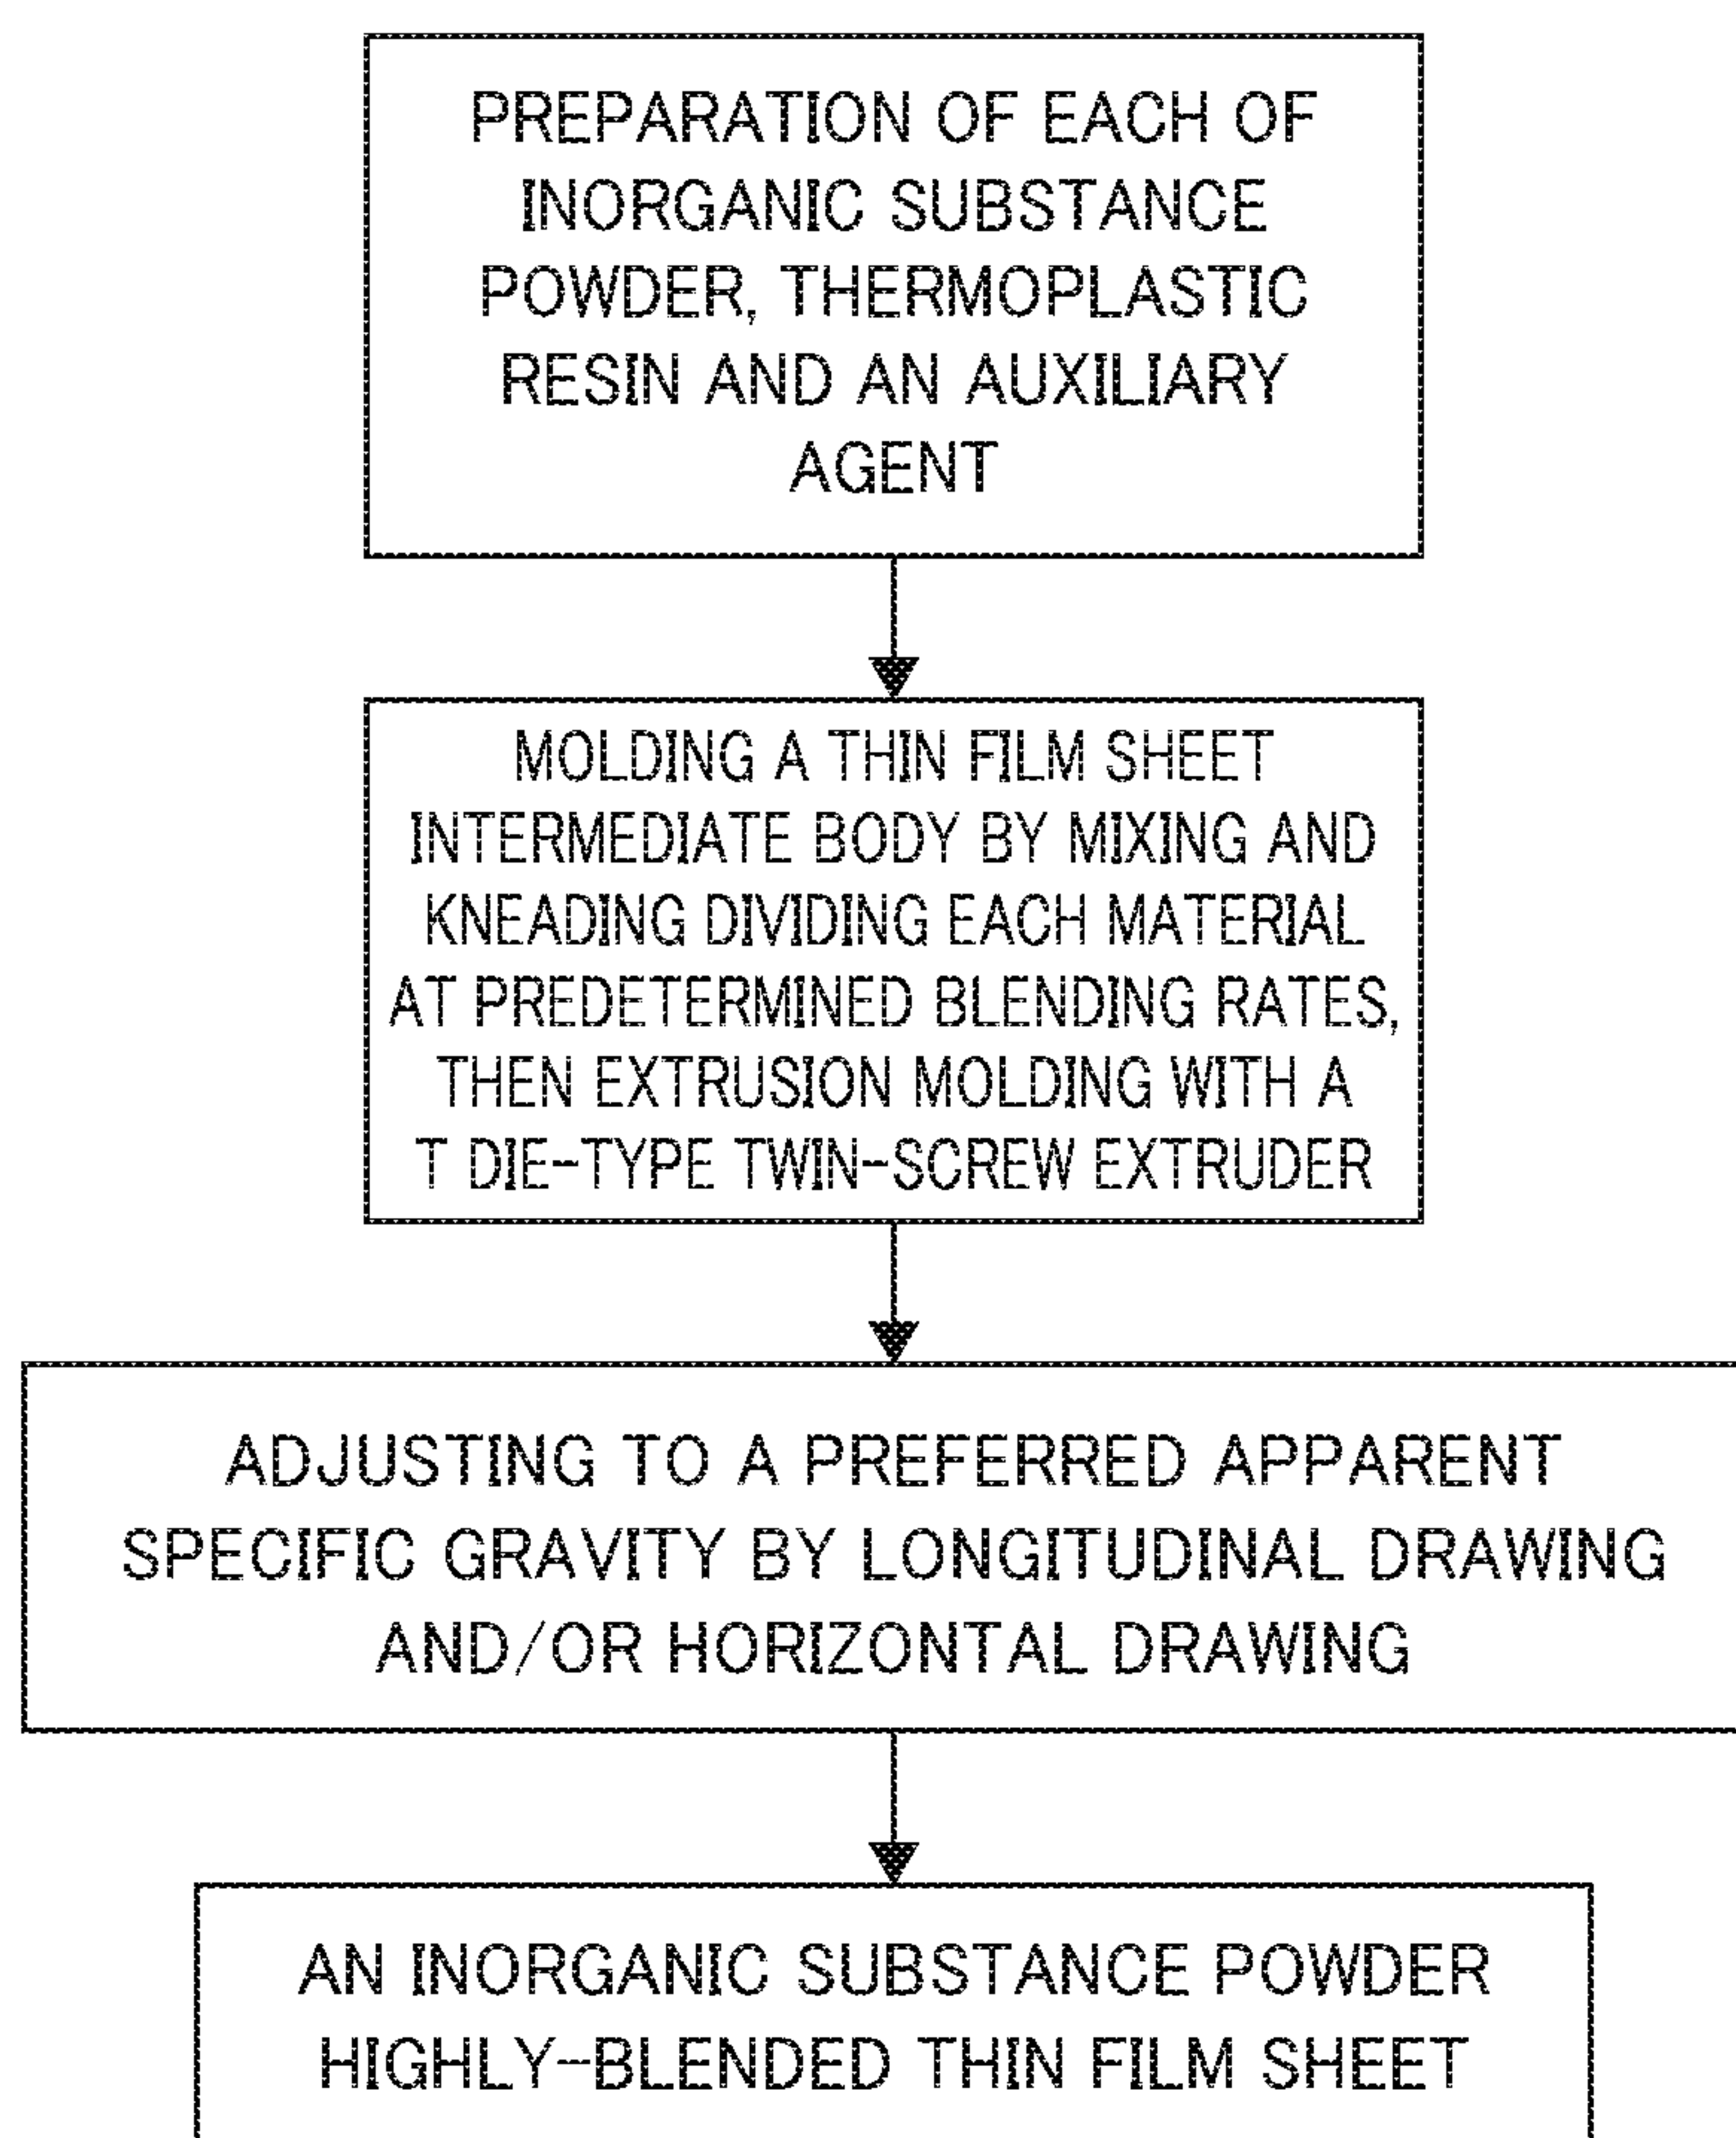 PREPARATION OF EACH OF
INORGANIC SUBSTANCE
POWDER, THERMOPLASTIC
RESIN AND AN AUXILIARY
AGENT
MOLDING A THIN FILM SHEET
INTERMEDIATE BODY BY MIXING AND
KNEADING DIVIDING EACH MATERIAL
AT PREDETERMINED BLENDING RATES,
THEN EXTRUSION MOLDING WITH A
T DIE-TYPE TWIN-SCREW EXTRUDER
ADJUSTING TO A PREFERRED APPARENT
SPECIFIC GRAVITY BY LONGITUDINAL DRAWING
AND/OR HORIZONTAL DRAWING
AN INORGANIC SUBSTANCE POWDER
HIGHLY-BLENDED THIN FILM SHEET